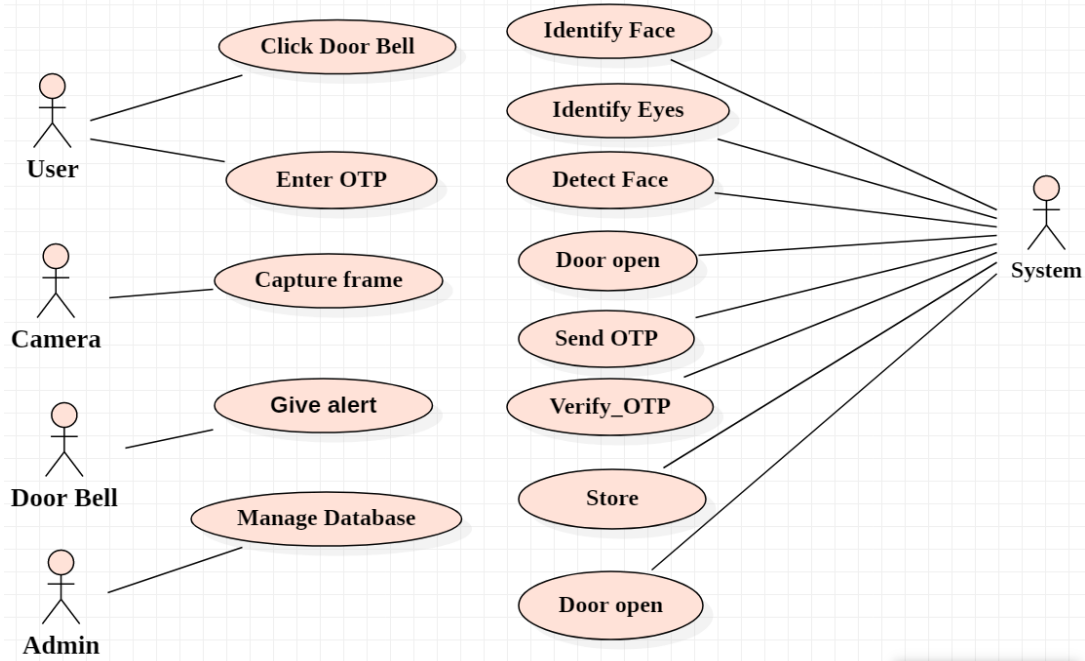 Click Door Bell
User
Enter OTP
Camera
Capture frame
Door Bell
Give alert
Admin
Manage Database
Identify Face
Identify Eyes
Detect Face
Door open
Send OTP
Verify_OTP
Store
Door open
System